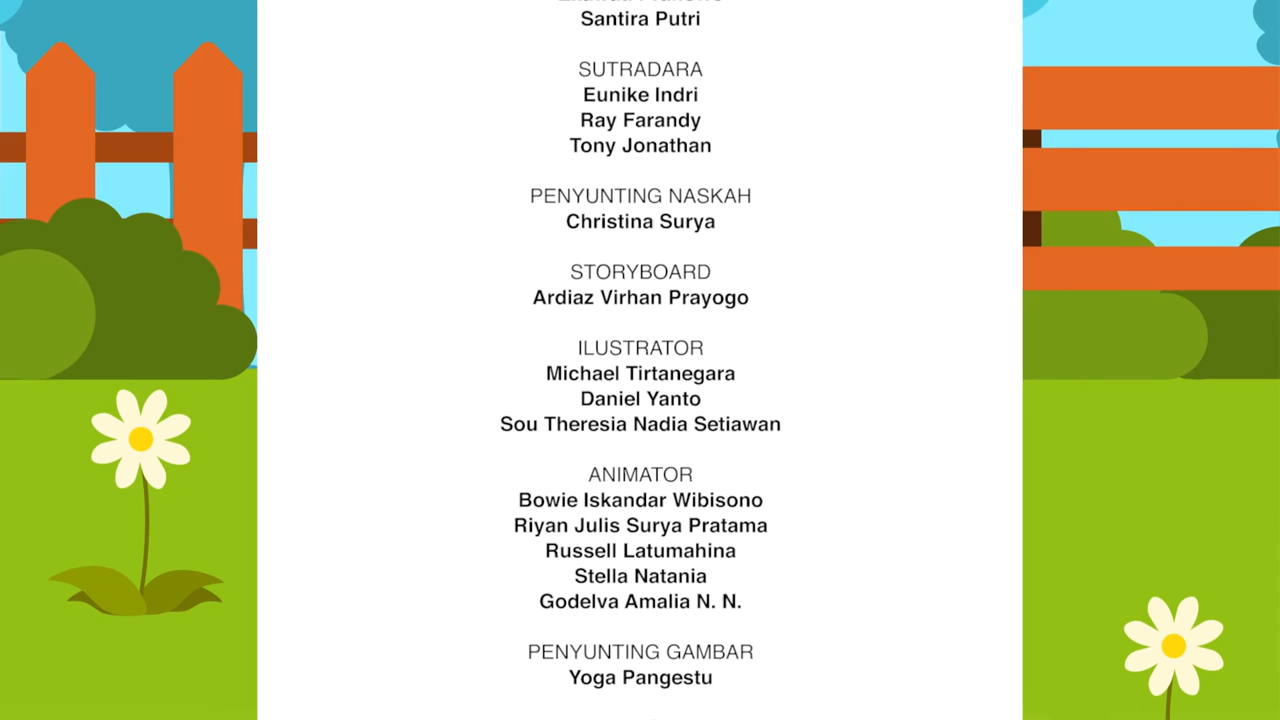 Santira Putri
SUTRADARA
Eunike Indri
Ray Farandy
Tony Jonathan
PENYUNTING NASKAH
Christina Surya
STORYBOARD
Ardiaz Virhan Prayogo
ILUSTRATOR
Michael Tirtanegara
Daniel Yanto
Sou Theresia Nadia Setiawan
ANIMATOR
Bowie Iskandar Wibisono
Riyan Julis Surya Pratama
Russell Latumahina
Stella Natania
Godelva Amalia N. N.
PENYUNTING GAMBAR
Yoga Pangestu